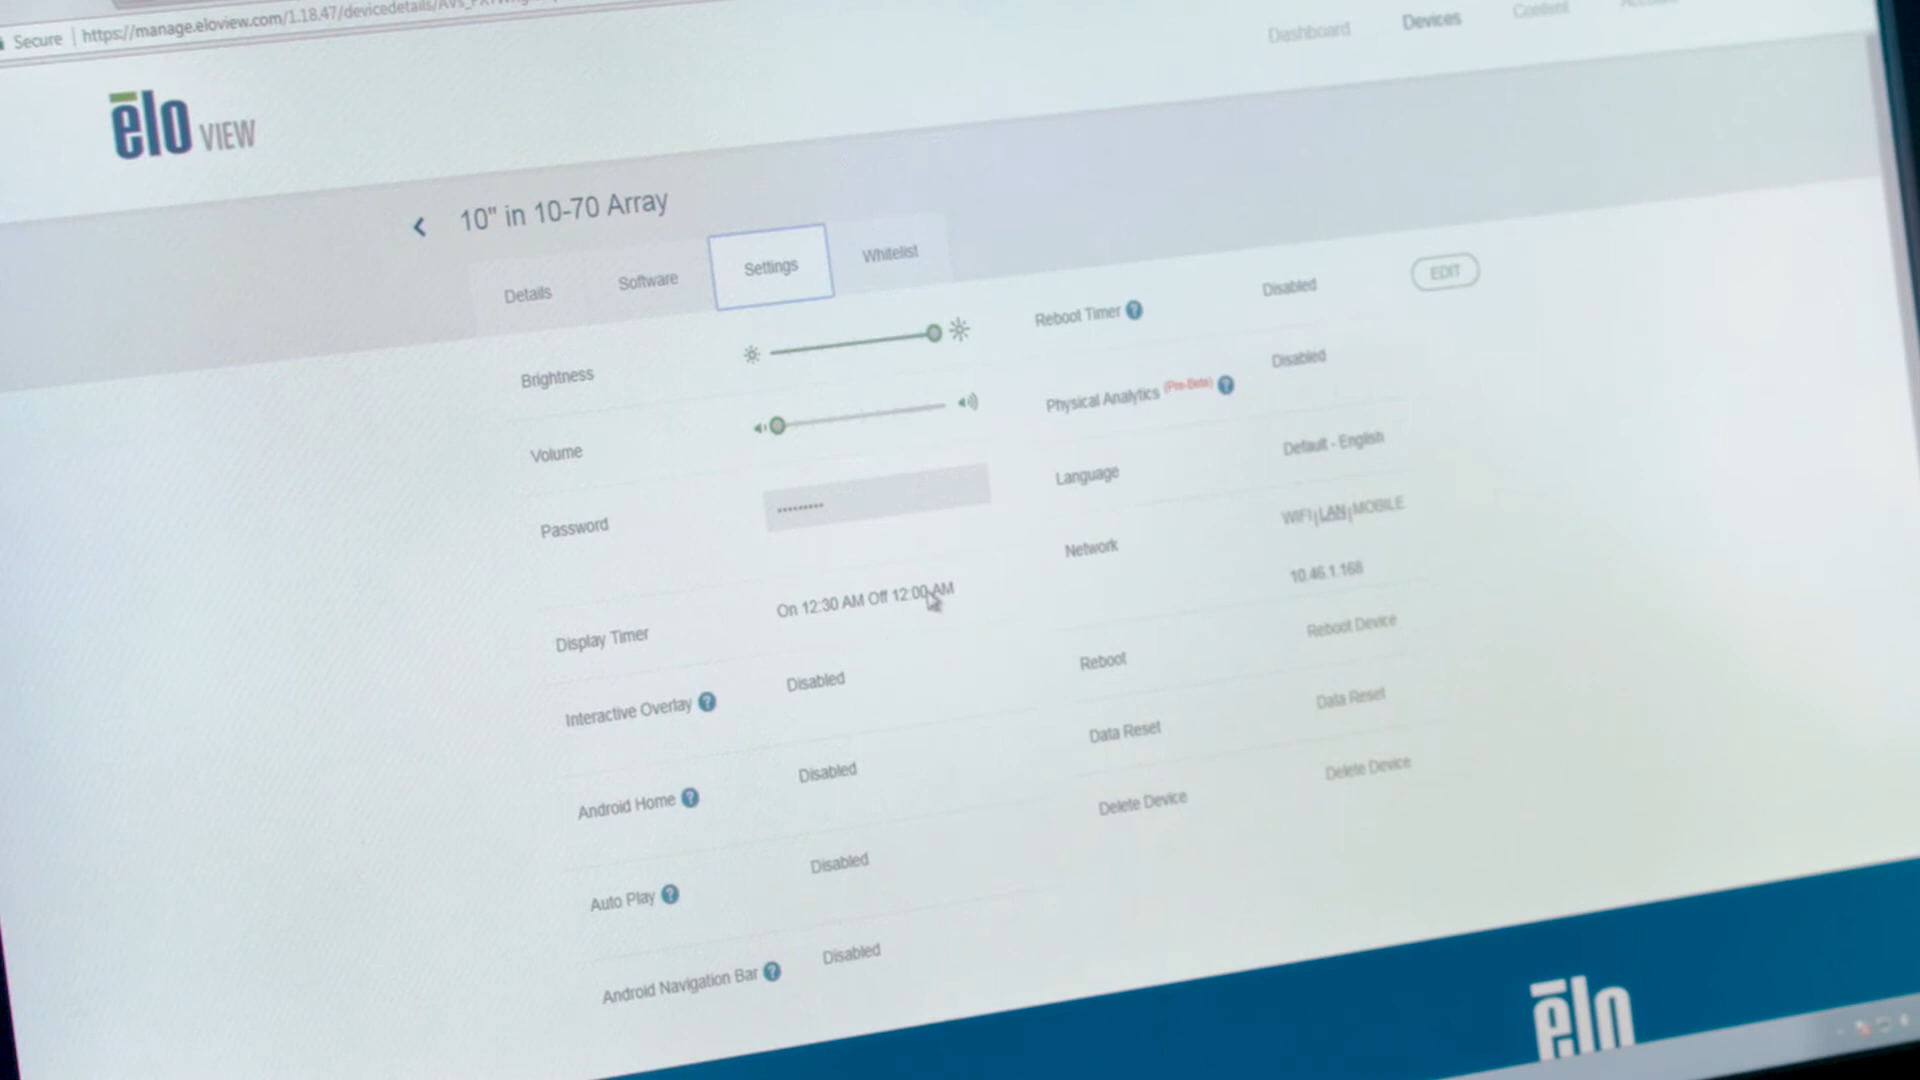 Secure | https://manage.eloview.com/1.18.47/devicedetails/
Dashboard Devices Content
elo VIEW
10" in 10-70 Array
Details Software Settings Whitelist
EDIT
Brightness
Volume
Password •••••••••
Display Timer On 12:30 AM Off 12:00 AM
Interactive Overlay ? Disabled
Android Home ? Disabled
Auto Play ? Disabled
Android Navigation Bar ? Disabled
Reboot Timer ? Disabled
Physical Analytics (Pre-Beta) ? Disabled
Language Default - English
Network WIFI|LAN|MOBILE
10.46.1.168
Reboot Reboot Device
Data Reset Data Reset
Delete Device Delete Device
elo